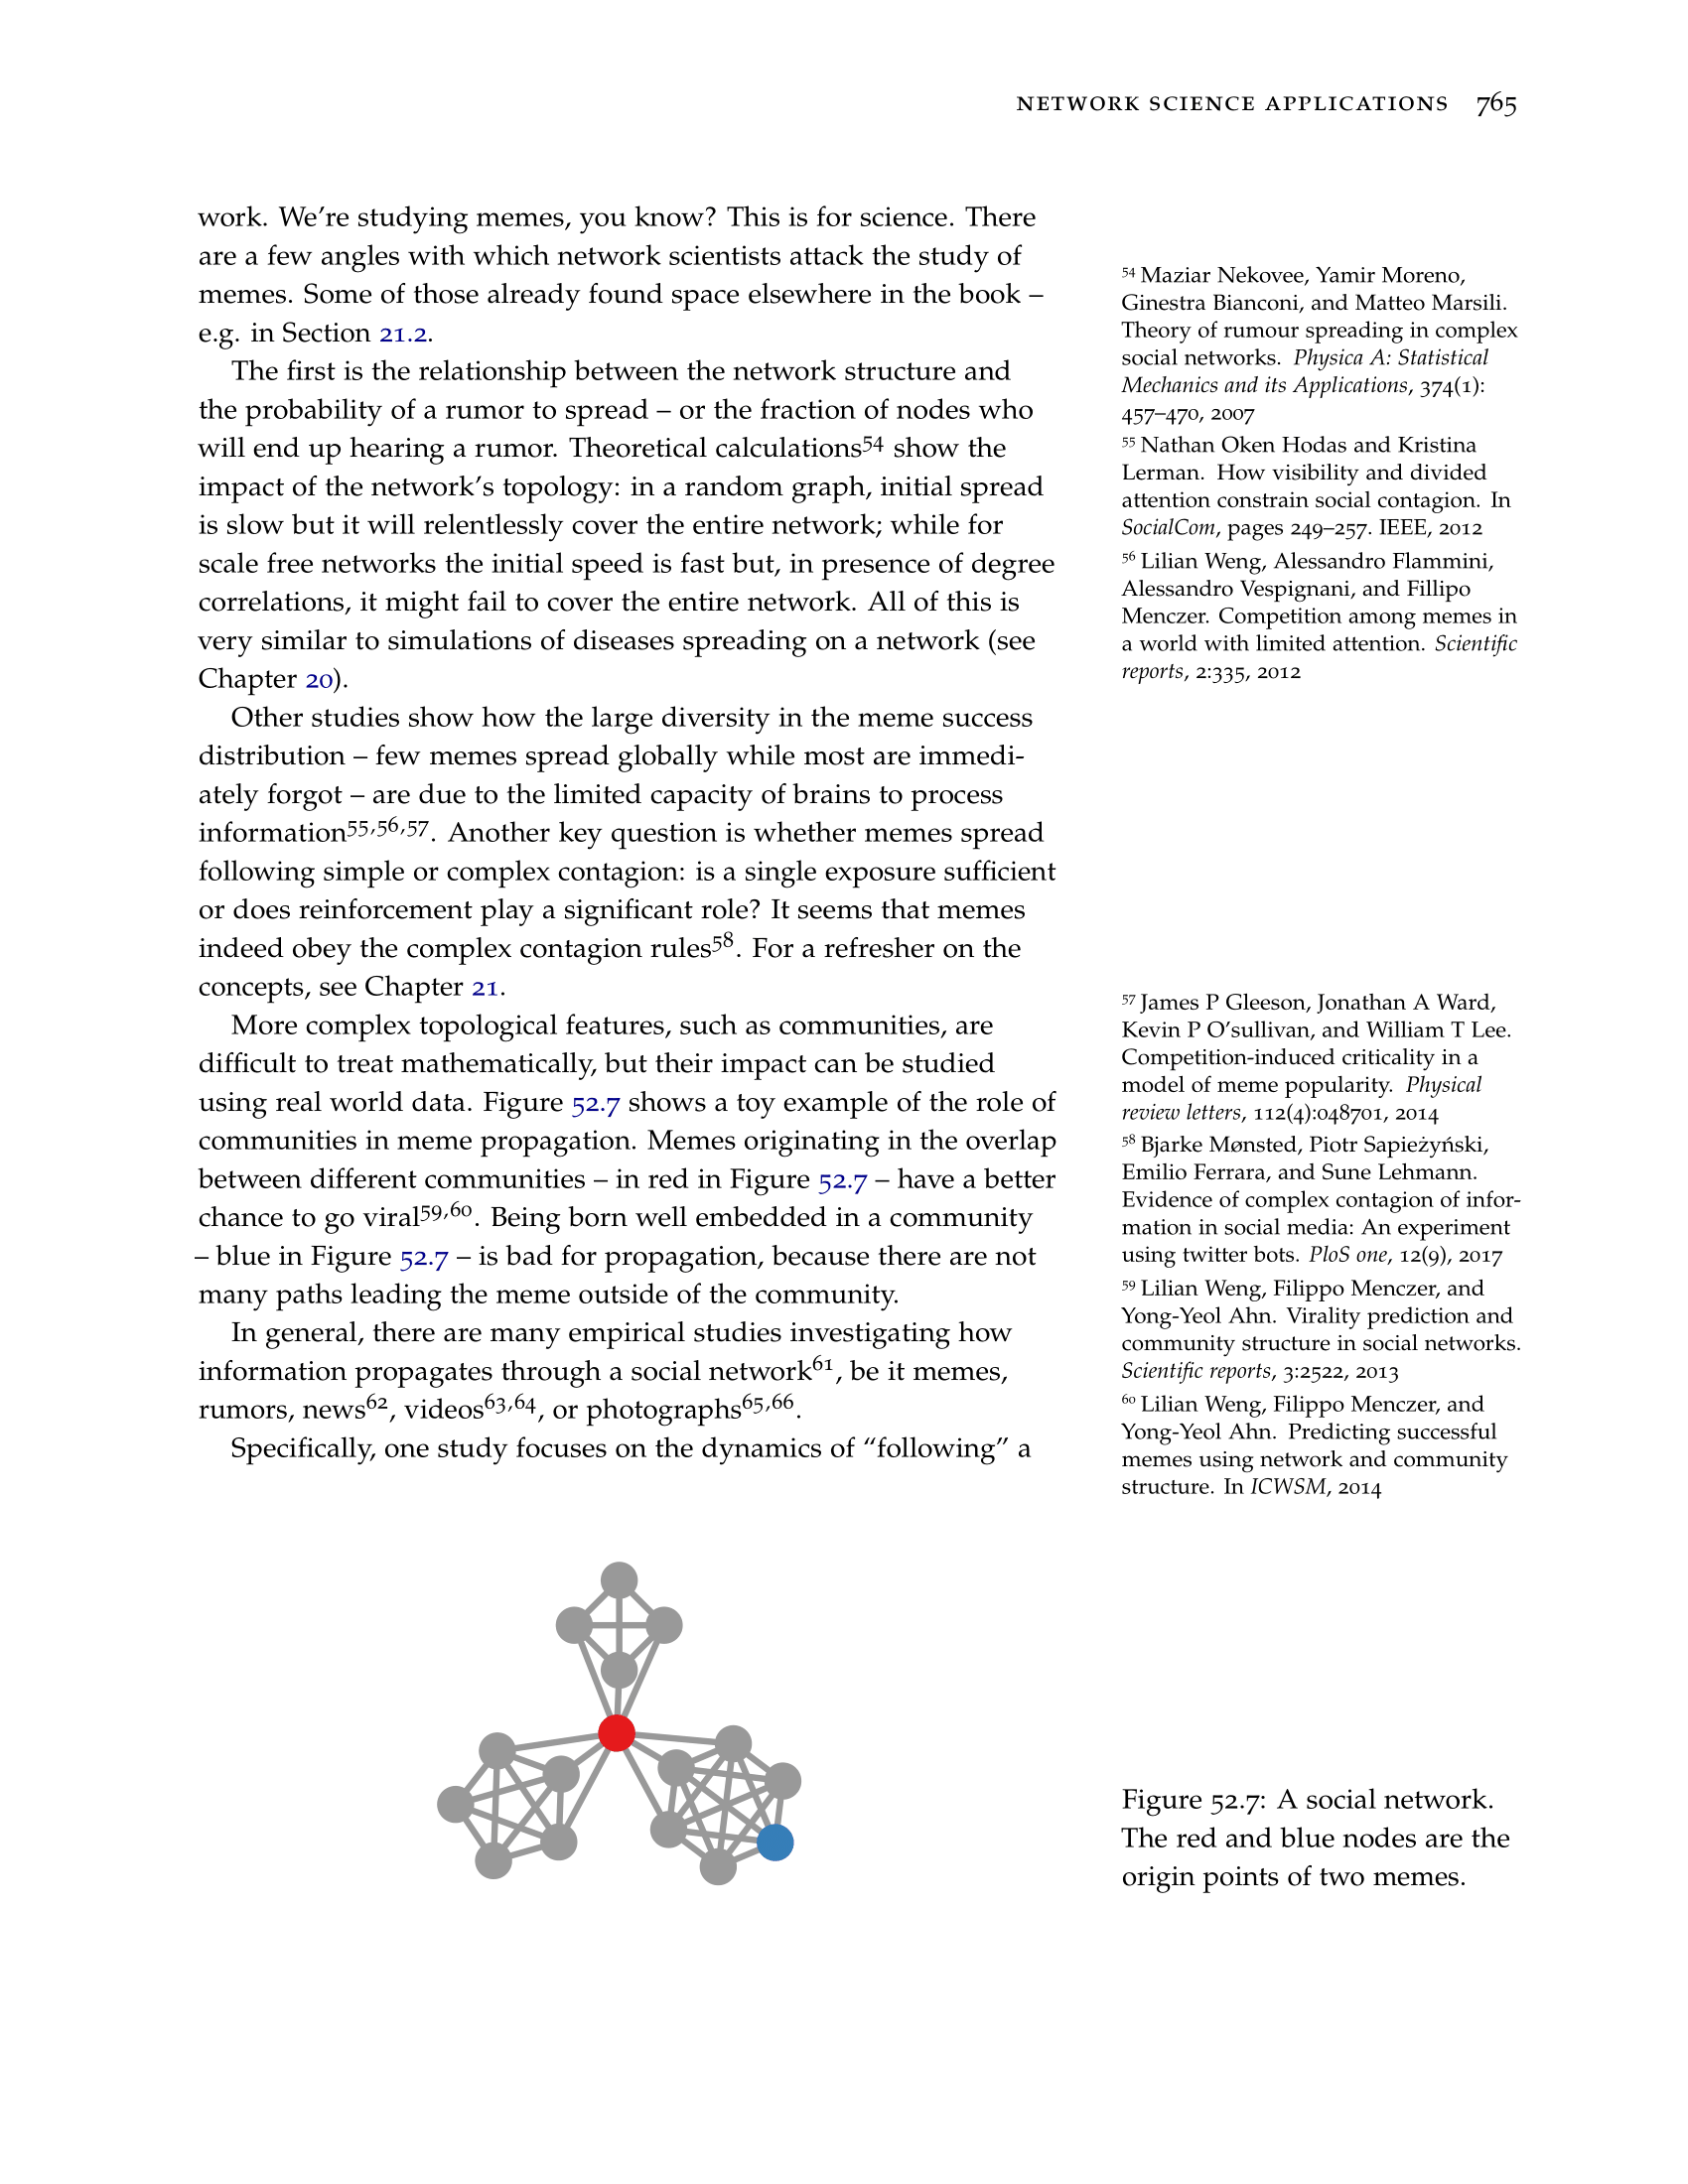 NETWORK SCIENCE APPLICATIONS 765
work. We’re studying memes, you know? This is for science. There
are a few angles with which network scientists attack the study of
memes. Some of those already found space elsewhere in the book –
e.g. in Section 21.2.
The first is the relationship between the network structure and
the probability of a rumor to spread – or the fraction of nodes who
will end up hearing a rumor. Theoretical calculations54 show the
impact of the network’s topology: in a random graph, initial spread
is slow but it will relentlessly cover the entire network; while for
scale free networks the initial speed is fast but, in presence of degree
correlations, it might fail to cover the entire network. All of this is
very similar to simulations of diseases spreading on a network (see
Chapter 20).
Other studies show how the large diversity in the meme success
distribution – few memes spread globally while most are immedi-
ately forgot – are due to the limited capacity of brains to process
information55,56,57. Another key question is whether memes spread
following simple or complex contagion: is a single exposure sufficient
or does reinforcement play a significant role? It seems that memes
indeed obey the complex contagion rules58. For a refresher on the
concepts, see Chapter 21.
More complex topological features, such as communities, are
difficult to treat mathematically, but their impact can be studied
using real world data. Figure 52.7 shows a toy example of the role of
communities in meme propagation. Memes originating in the overlap
between different communities – in red in Figure 52.7 – have a better
chance to go viral59,60. Being born well embedded in a community
– blue in Figure 52.7 – is bad for propagation, because there are not
many paths leading the meme outside of the community.
In general, there are many empirical studies investigating how
information propagates through a social network61, be it memes,
rumors, news62, videos63,64, or photographs65,66.
Specifically, one study focuses on the dynamics of “following” a
54 Maziar Nekovee, Yamir Moreno,
Ginestra Bianconi, and Matteo Marsili.
Theory of rumour spreading in complex
social networks. Physica A: Statistical
Mechanics and its Applications, 374(1):
457–470, 2007
55 Nathan Oken Hodas and Kristina
Lerman. How visibility and divided
attention constrain social contagion. In
SocialCom, pages 249–257. IEEE, 2012
56 Lilian Weng, Alessandro Flammini,
Alessandro Vespignani, and Fillipo
Menczer. Competition among memes in
a world with limited attention. Scientific
reports, 2:335, 2012
57 James P Gleeson, Jonathan A Ward,
Kevin P O’sullivan, and William T Lee.
Competition-induced criticality in a
model of meme popularity. Physical
review letters, 112(4):048701, 2014
58 Bjarke Mønsted, Piotr Sapieżyński,
Emilio Ferrara, and Sune Lehmann.
Evidence of complex contagion of infor-
mation in social media: An experiment
using twitter bots. PloS one, 12(9), 2017
59 Lilian Weng, Filippo Menczer, and
Yong-Yeol Ahn. Virality prediction and
community structure in social networks.
Scientific reports, 3:2522, 2013
60 Lilian Weng, Filippo Menczer, and
Yong-Yeol Ahn. Predicting successful
memes using network and community
structure. In ICWSM, 2014
Figure 52.7: A social network.
The red and blue nodes are the
origin points of two memes.